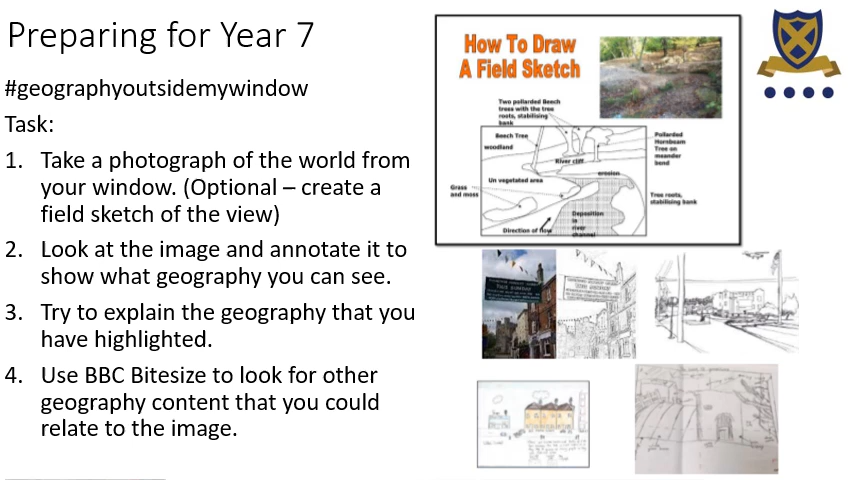 Preparing for Year 7
#geographyoutsidemywindow
Task:
1. Take a photograph of the world from
your window. (Optional – create a
field sketch of the view)
2. Look at the image and annotate it to
show what geography you can see.
3. Try to explain the geography that you
have highlighted.
4. Use BBC Bitesize to look for other
geography content that you could
relate to the image.
How To Draw
A Field Sketch
Two pollarded Beech
trees with the tree
roots, stabilising
bank
Beech Tree
woodland
River cliff
Pollarded
Hornbeam
Tree on
meander
bend
erosion
Un vegetated area
Grass
and moss
Tree roots,
stabilising bank
Deposition
in
river
channel
Direction of flow